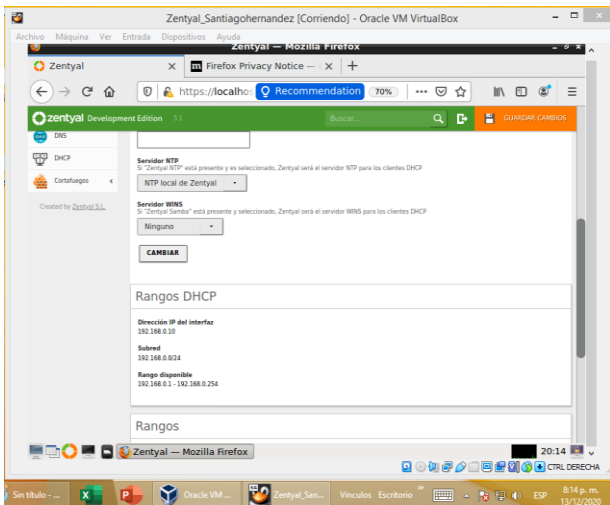 Zentyal_Santiagohernandez [Corriendo] - Oracle VM VirtualBox
Archivo Máquina Ver Entrada Dispositivos Ayuda
Zentyal — Mozilla Firefox
Zentyal
Firefox Privacy Notice —
https://localhos
Recommendation
70%
zentyal Development Edition 5.1
Buscar...
GUARDAR CAMBIOS
DNS
DHCP
Cortafuegos
Created by Zentyal S.L.
Servidor NTP
Si "Zentyal NTP" está presente y es seleccionado, Zentyal será el servidor NTP para los clientes DHCP
NTP local de Zentyal
Servidor WINS
Si "Zentyal Samba" está presente y seleccionado, Zentyal será el servidor WINS para los clientes DHCP
Ninguno
CAMBIAR
Rangos DHCP
Dirección IP del interfaz
192.168.0.10
Subred
192.168.0.0/24
Rango disponible
192.168.0.1 - 192.168.0.254
Rangos
Zentyal — Mozilla Firefox
20:14
CTRL DERECHA
Sin título - ...
Oracle VM ...
Zentyal_San...
Vínculos Escritorio
ESP
8:14 p. m.
13/12/2020